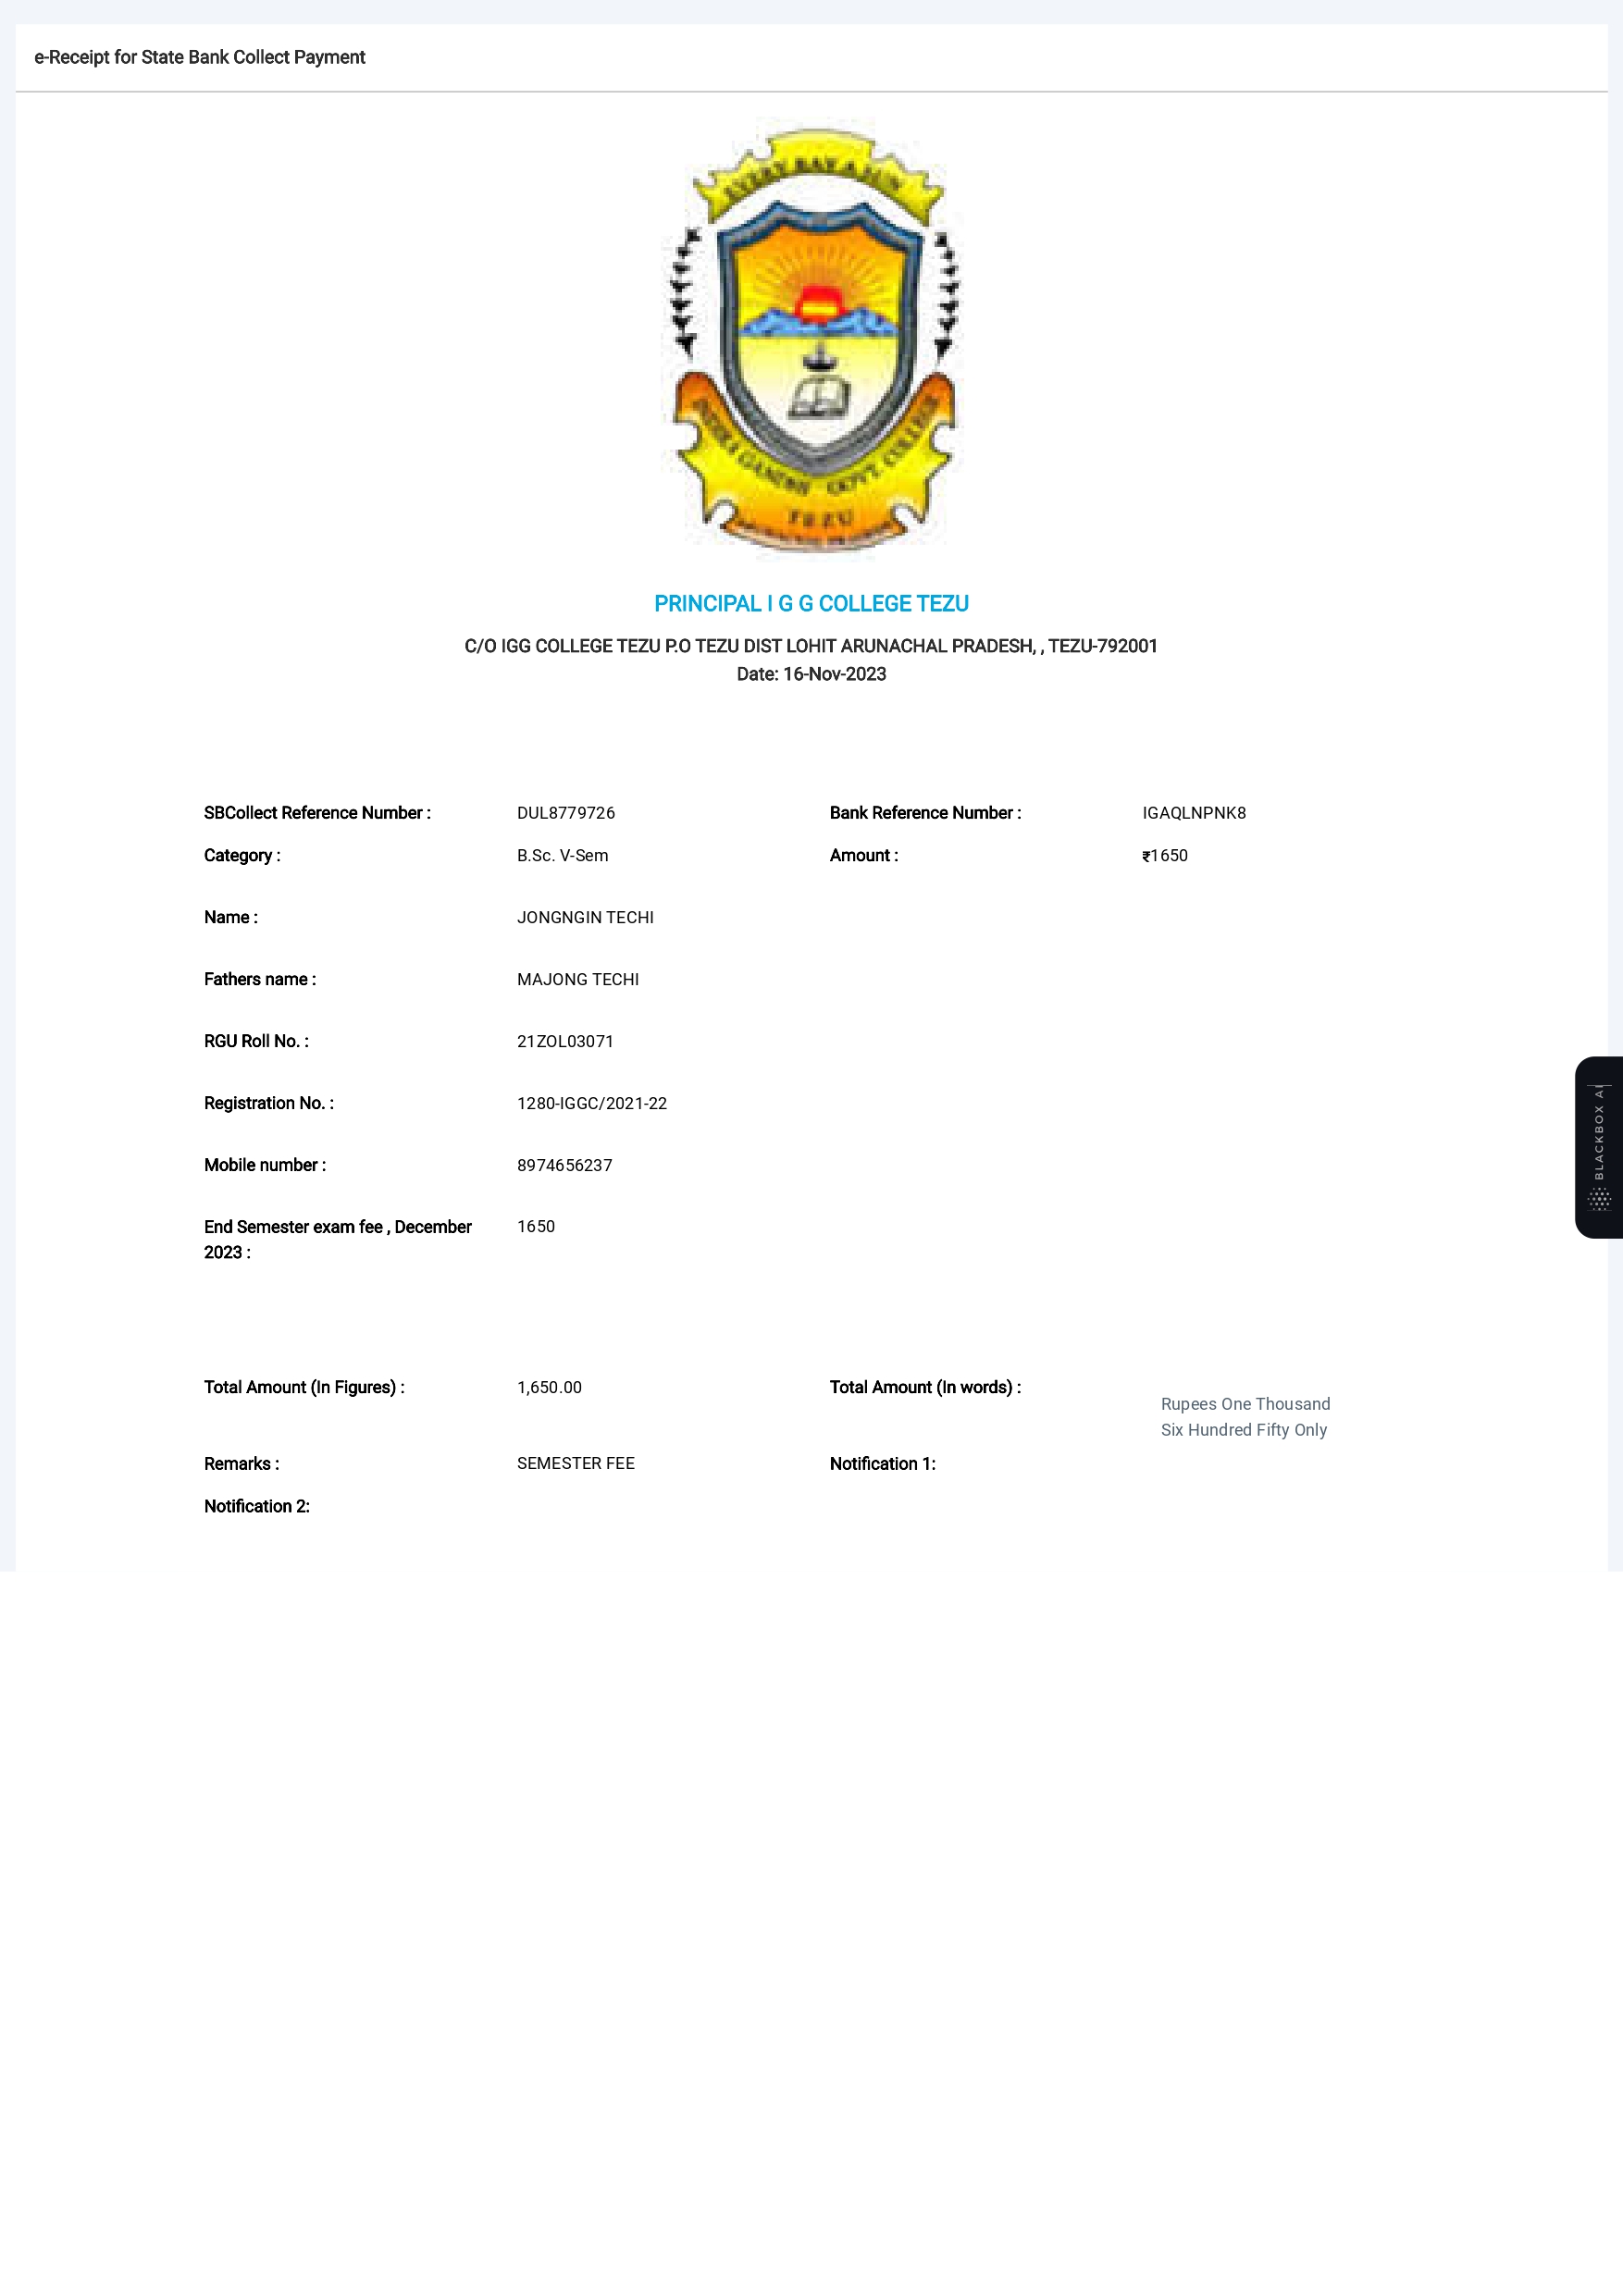 e-Receipt for State Bank Collect Payment
EVERY DAY A SUN
INDIRA GANDHI GOVT. COLLEGE
TEZU
PRINCIPAL I G G COLLEGE TEZU
C/O IGG COLLEGE TEZU P.O TEZU DIST LOHIT ARUNACHAL PRADESH, , TEZU-792001
Date: 16-Nov-2023
SBCollect Reference Number : DUL8779726 Bank Reference Number : IGAQLNPNK8
Category : B.Sc. V-Sem Amount : ₹1650
Name : JONGNGIN TECHI
Fathers name : MAJONG TECHI
RGU Roll No. : 21ZOL03071
Registration No. : 1280-IGGC/2021-22
Mobile number : 8974656237
End Semester exam fee , December 1650
2023 :
BLACKBOX AI
Total Amount (In Figures) : 1,650.00 Total Amount (In words) :
Rupees One Thousand
Six Hundred Fifty Only
Remarks : SEMESTER FEE Notification 1:
Notification 2: